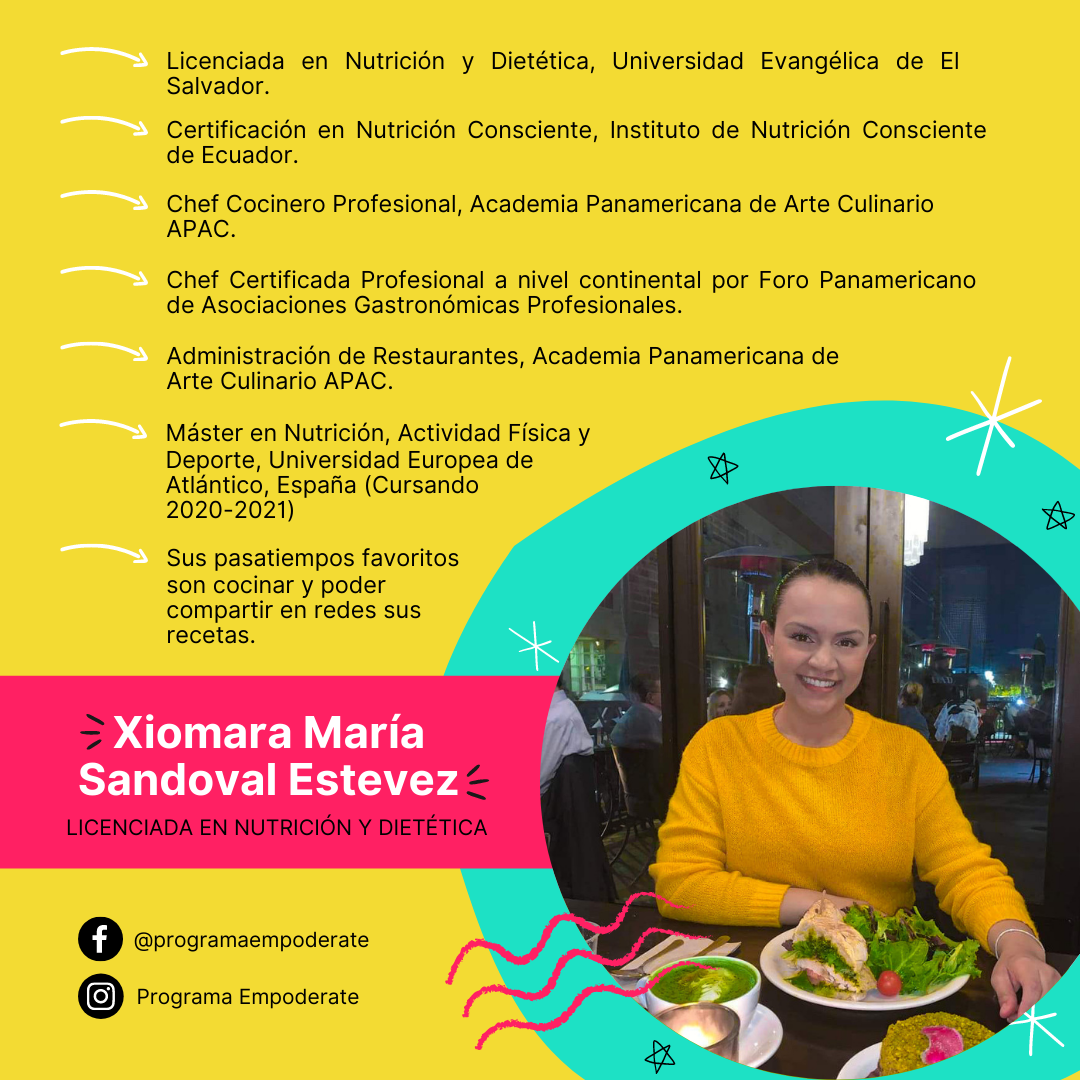 Licenciada en Nutrición y Dietética, Universidad Evangélica de El
Salvador.
Certificación en Nutrición Consciente, Instituto de Nutrición Consciente
de Ecuador.
Chef Cocinero Profesional, Academia Panamericana de Arte Culinario
APAC.
Chef Certificada Profesional a nivel continental por Foro Panamericano
de Asociaciones Gastronómicas Profesionales.
Administración de Restaurantes, Academia Panamericana de
Arte Culinario APAC.
Máster en Nutrición, Actividad Física y
Deporte, Universidad Europea de
Atlántico, España (Cursando
2020-2021)
Sus pasatiempos favoritos
son cocinar y poder
compartir en redes sus
recetas.
Xiomara María
Sandoval Estevez
LICENCIADA EN NUTRICIÓN Y DIETÉTICA
@programaempoderate
Programa Empoderate